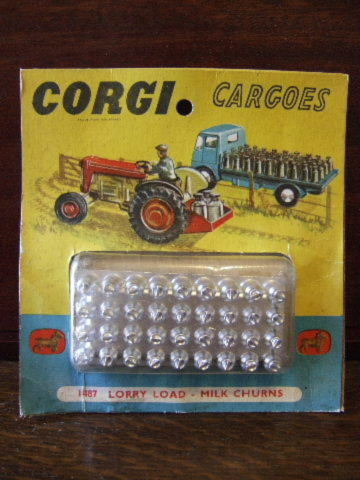 CORGI.
CARGOES
1487 LORRY LOAD - MILK CHURNS